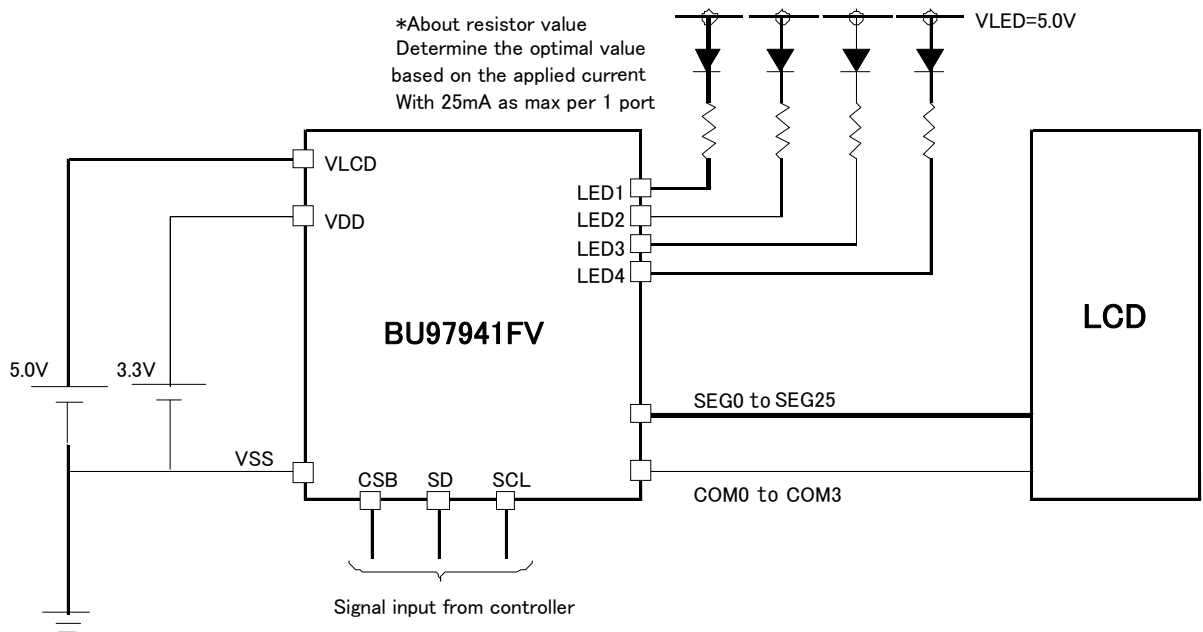 *About resistor value
Determine the optimal value
based on the applied current
With 25mA as max per 1 port
VLED=5.0V
VLCD
VDD
LED1
LED2
LED3
LED4
BU97941FV
LCD
5.0V
3.3V
SEG0 to SEG25
VSS
CSB
SD
SCL
COM0 to COM3
Signal input from controller